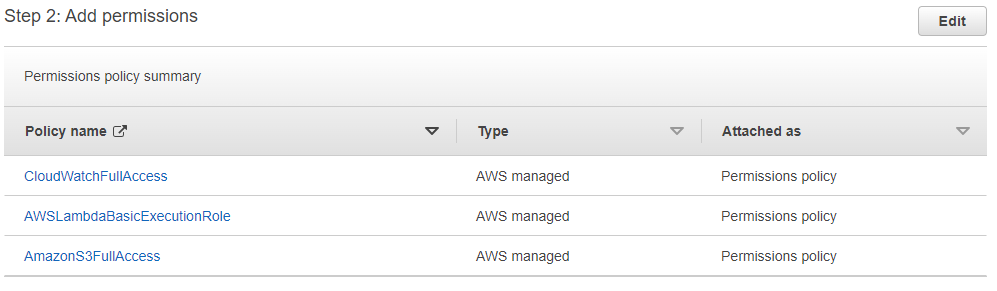 Step 2: Add permissions
Edit
Permissions policy summary
Policy name Type Attached as
CloudWatchFullAccess AWS managed Permissions policy
AWSLambdaBasicExecutionRole AWS managed Permissions policy
AmazonS3FullAccess AWS managed Permissions policy